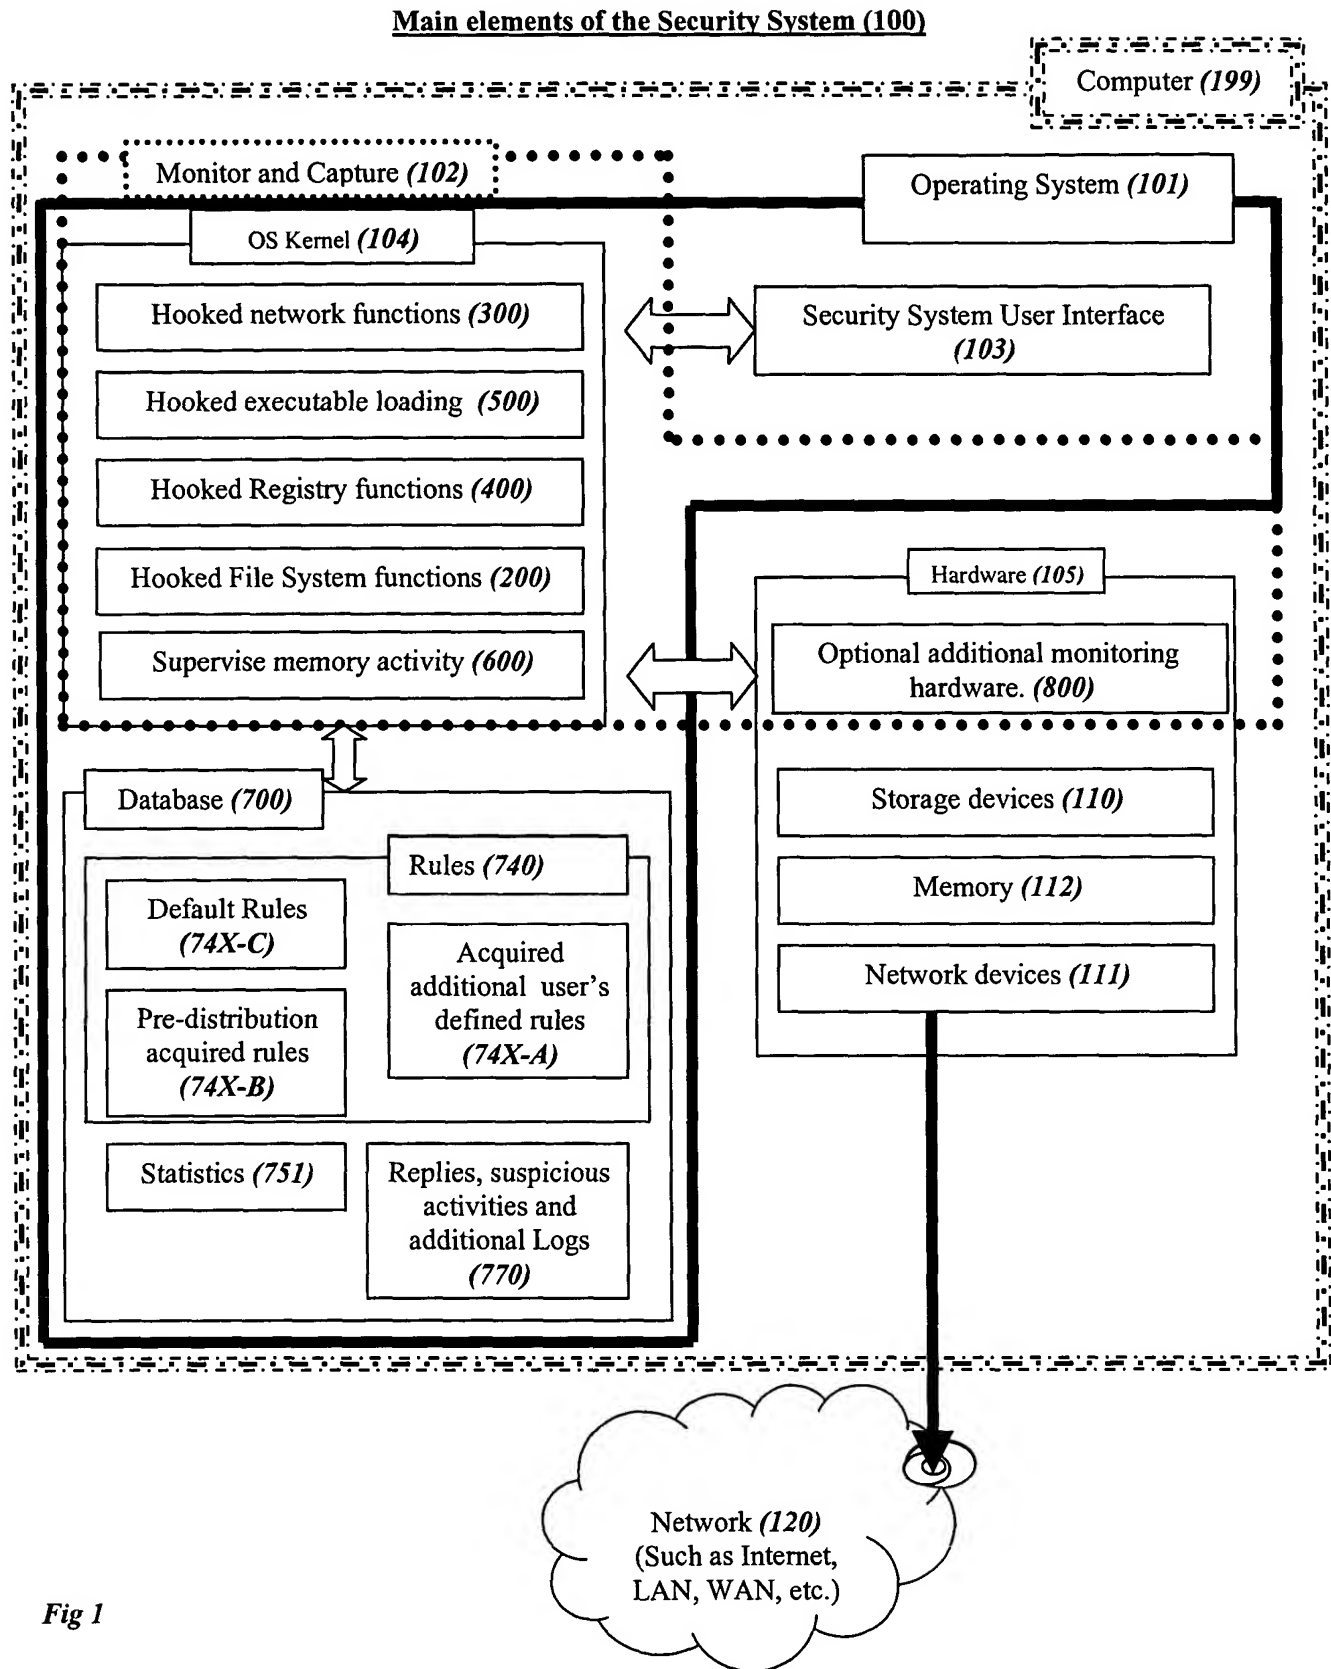 Main elements of the Security System (100)
Computer (199)
Monitor and Capture (102)
Operating System (101)
OS Kernel (104)
Hooked network functions (300)
Security System User Interface
(103)
Hooked executable loading (500)
Hooked Registry functions (400)
Hooked File System functions (200)
Supervise memory activity (600)
Hardware (105)
Optional additional monitoring
hardware. (800)
Storage devices (110)
Memory (112)
Network devices (111)
Database (700)
Rules (740)
Default Rules
(74X-C)
Pre-distribution
acquired rules
(74X-B)
Acquired
additional user's
defined rules
(74X-A)
Statistics (751)
Replies, suspicious
activities and
additional Logs
(770)
Network (120)
(Such as Internet,
LAN, WAN, etc.)
Fig 1